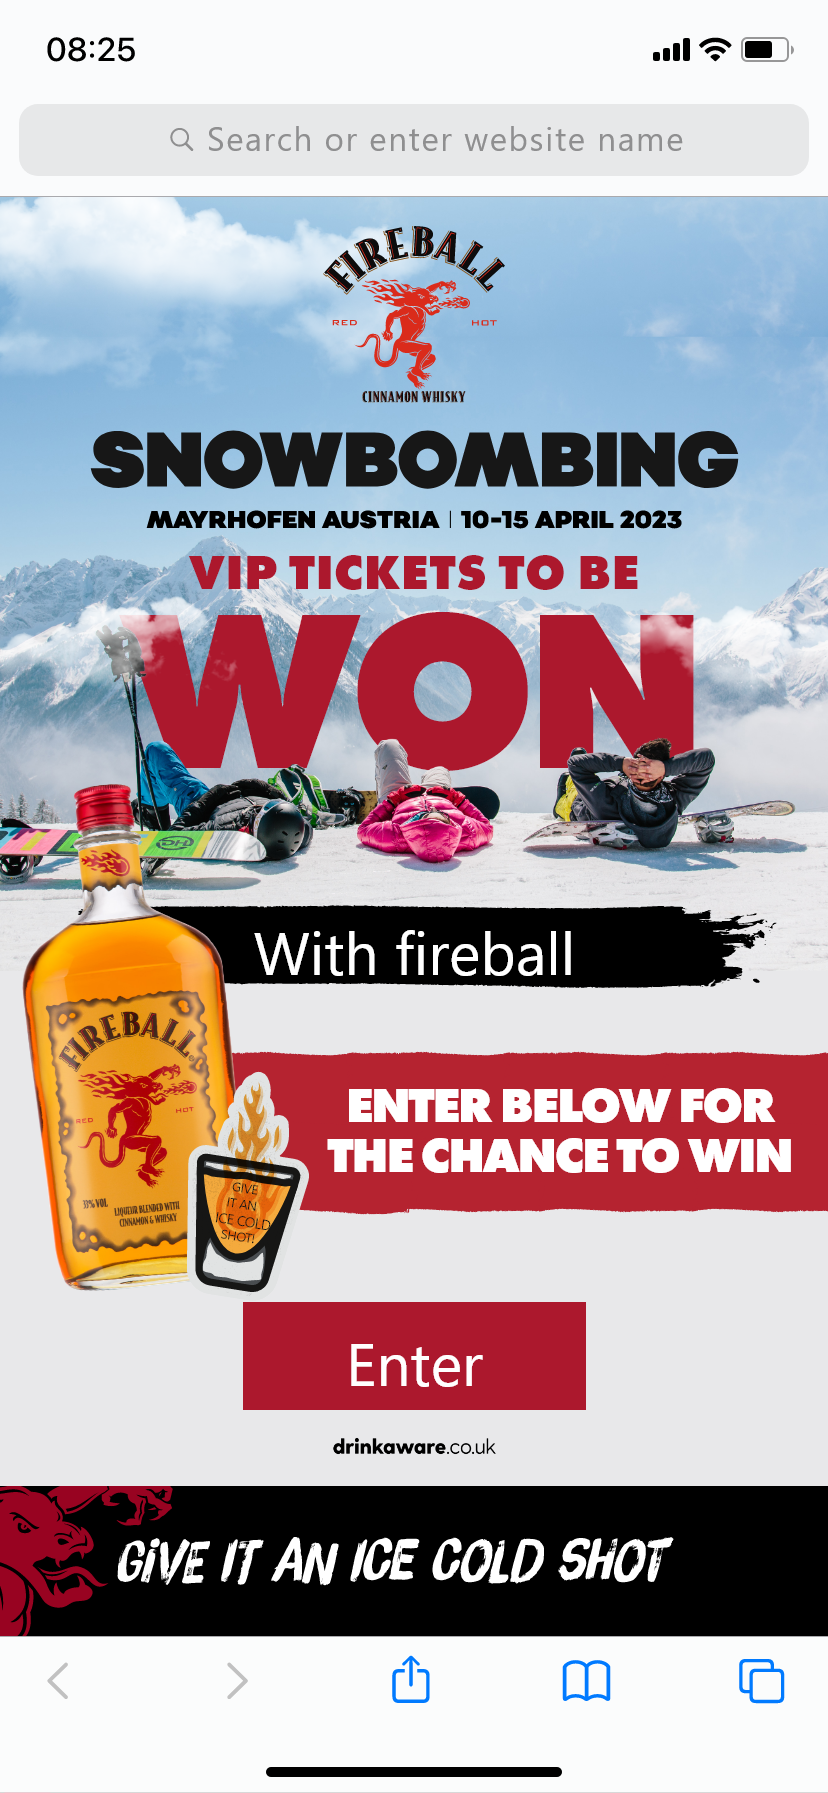 08:25
Search or enter website name
FIREBALL
RED HOT
CINNAMON WHISKY
SNOWBOMBING
MAYRHOFEN AUSTRIA | 10-15 APRIL 2023
VIP TICKETS TO BE
WON
DH
With fireball
FIREBALL
RED HOT
33% VOL
LIQUEUR BLENDED WITH
CINNAMON & WHISKY
ENTER BELOW FOR
THE CHANCE TO WIN
GIVE
IT AN
ICE COLD
SHOT!
Enter
drinkaware.co.uk
GIVE IT AN ICE COLD SHOT